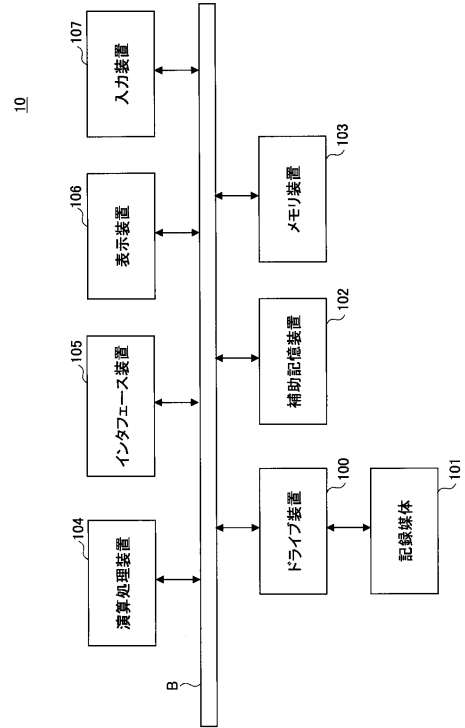 10
104
演算処理装置
105
インタフェース装置
106
表示装置
107
入力装置
B
ドライブ装置
100
補助記憶装置
102
メモリ装置
103
記録媒体
101